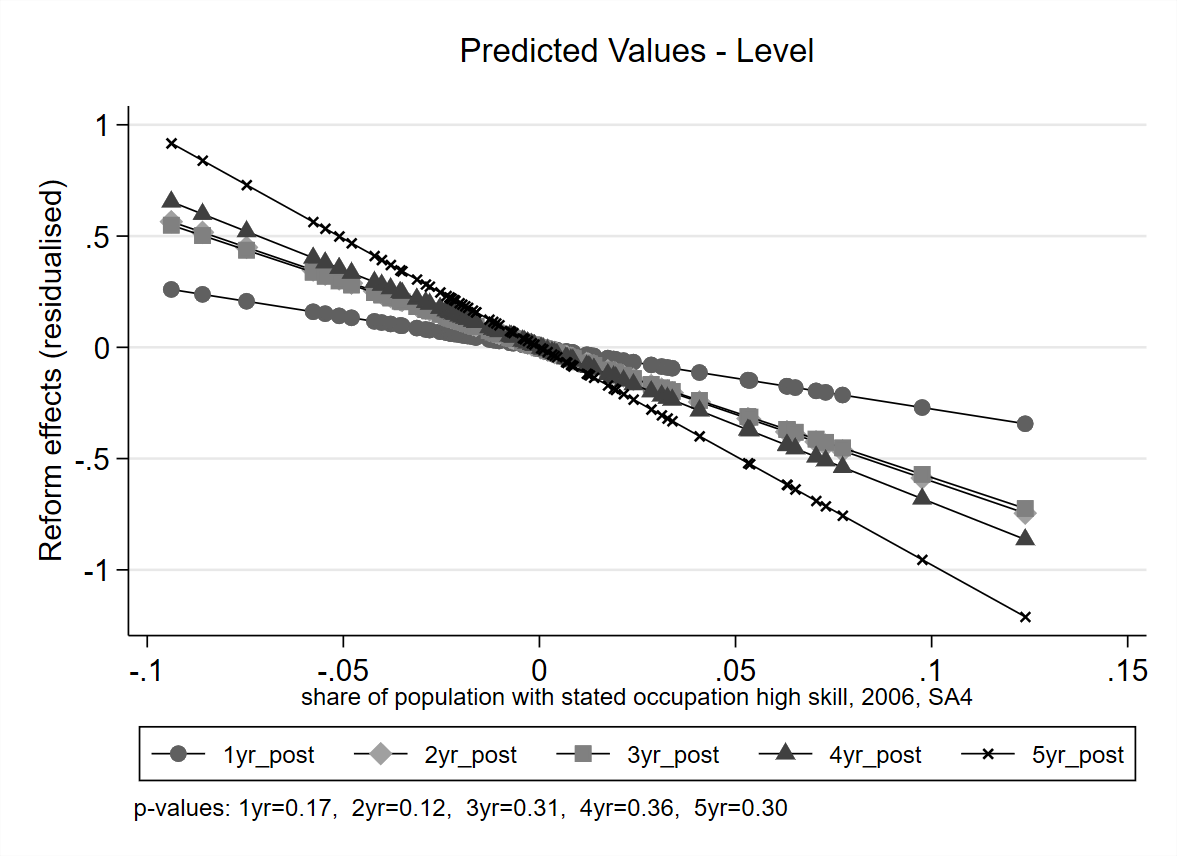 Predicted Values - Level
Reform effects (residualised)
1
.5
0
-.5
-1
-.1
-.05
0
.05
.1
.15
share of population with stated occupation high skill, 2006, SA4
1yr_post 2yr_post 3yr_post 4yr_post 5yr_post
p-values: 1yr=0.17,  2yr=0.12,  3yr=0.31,  4yr=0.36,  5yr=0.30